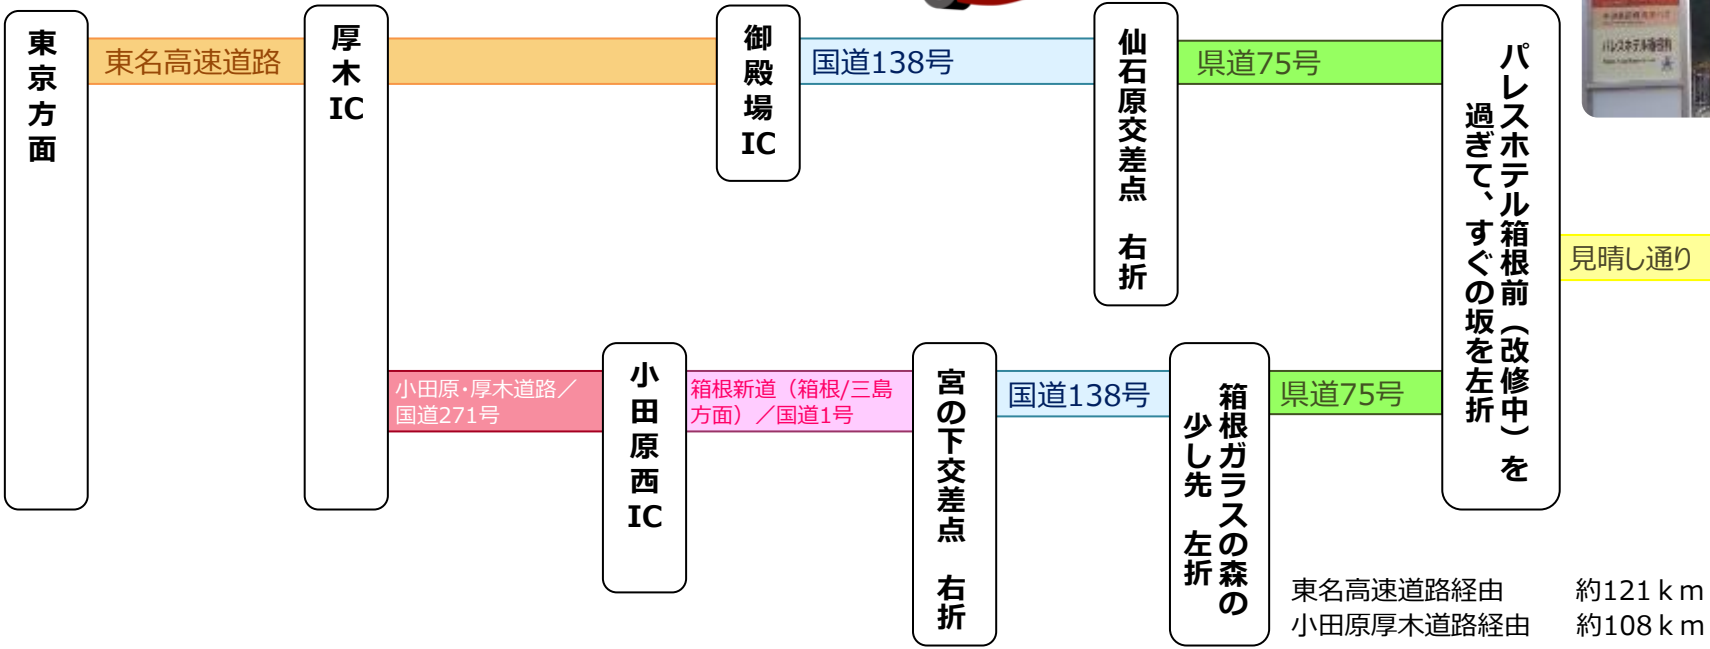 東京方面
東名高速道路
厚木IC
御殿場IC
国道138号
仙石原交差点　右折
県道75号
パレスホテル箱根前（改修中）を
過ぎて、すぐの坂を左折
見晴し通り
小田原・厚木道路／
国道271号
小田原西IC
箱根新道（箱根/三島
方面）／国道1号
宮の下交差点　右折
国道138号
箱根ガラスの森の
少し先　左折
県道75号
東名高速道路経由　約121ｋｍ
小田原厚木道路経由　約108ｋｍ
パレスホテル箱根